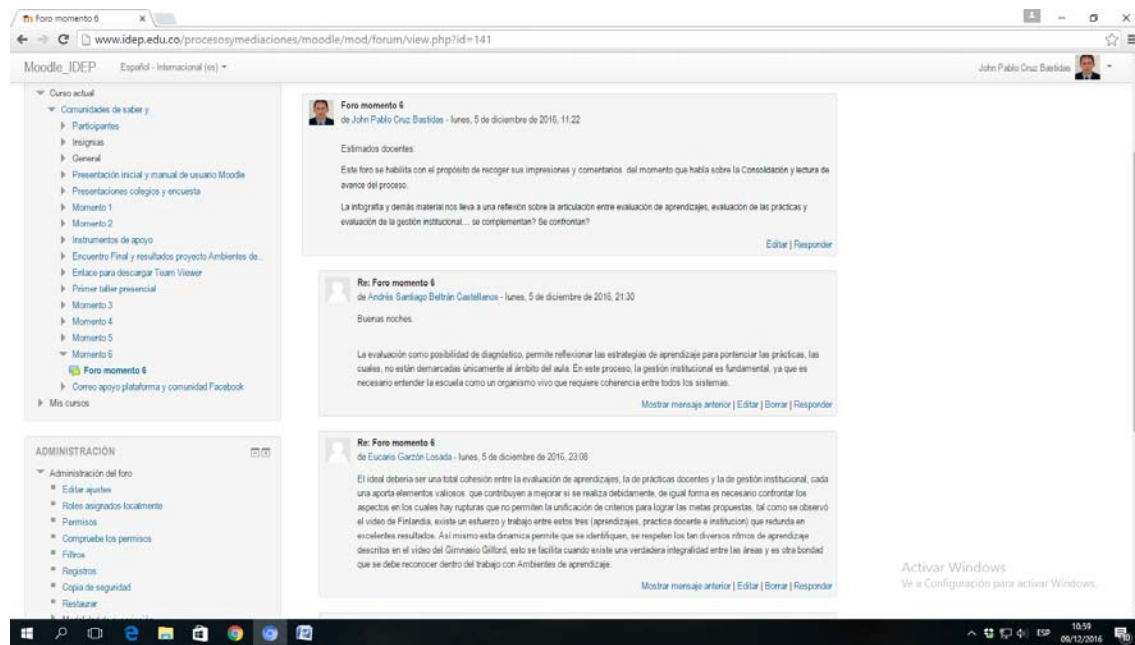 Foro momento 6
www.idep.edu.co/procesosymediaciones/moodle/mod/forum/view.php?id=141
Moodle_IDEP
Español - Internacional (es)
John Pablo Cruz Bastidas
Curso actual
Comunidades de saber y
Participantes
Insignias
General
Presentación inicial y manual de usuario Moodle
Presentaciones colegios y encuesta
Momento 1
Momento 2
Instrumentos de apoyo
Encuentro Final y resultados proyecto Ambientes de...
Enlace para descargar Team Viewer
Primer taller presencial
Momento 3
Momento 4
Momento 5
Momento 6
Foro momento 6
Correo apoyo plataforma y comunidad Facebook
Mis cursos
ADMINISTRACIÓN
Administración del foro
Editar ajustes
Roles asignados localmente
Permisos
Compruebe los permisos
Filtros
Registros
Copia de seguridad
Restaurar
Foro momento 6
de John Pablo Cruz Bastidas - lunes, 5 de diciembre de 2016, 11:22
Estimados docentes:
Este foro se habilita con el propósito de recoger sus impresiones y comentarios del momento que habla sobre la Consolidación y lectura de
avance del proceso.
La infografía y demás material nos lleva a una reflexión sobre la articulación entre evaluación de aprendizajes, evaluación de las prácticas y
evaluación de la gestión institucional.... se complementan? Se confrontan?
Editar | Responder
Re: Foro momento 6
de Andrés Santiago Beltrán Castellanos - lunes, 5 de diciembre de 2016, 21:30
Buenas noches.
La evaluación como posibilidad de diagnóstico, permite reflexionar las estrategias de aprendizaje para pontenciar las prácticas, las
cuales, no están demarcadas únicamente al ámbito del aula. En este proceso, la gestión institucional es fundamental, ya que es
necesario entender la escuela como un organismo vivo que requiere coherencia entre todos los sistemas.
Mostrar mensaje anterior | Editar | Borrar | Responder
Re: Foro momento 6
de Eucaris Garzón Losada - lunes, 5 de diciembre de 2016, 23:08
El ideal deberia ser una total cohesión entre la evaluación de aprendizajes, la de prácticas docentes y la de gestión institucional, cada
una aporta elementos valiosos que contribuyen a mejorar si se realiza debidamente, de igual forma es necesario confrontar los
aspectos en los cuales hay rupturas que no permiten la unificación de criterios para lograr las metas propuestas, tal como se observó
el video de Finlandia, existe un esfuerzo y trabajo entre estos tres (aprendizajes, practica docente e institucion) que redunda en
excelentes resultados. Así mismo esta dinamica permite que se identifiquen, se respeten los tan diversos ritmos de aprendizaje
descritos en el video del Gimnasio Gilford, esto se facilita cuando existe una verdadera integralidad entre las áreas y es otra bondad
que se debe reconocer dentro del trabajo con Ambientes de aprendizaje.
Mostrar mensaje anterior | Editar | Borrar | Responder
Activar Windows
Ve a Configuración para activar Windows.
ESP
10:59
09/12/2016